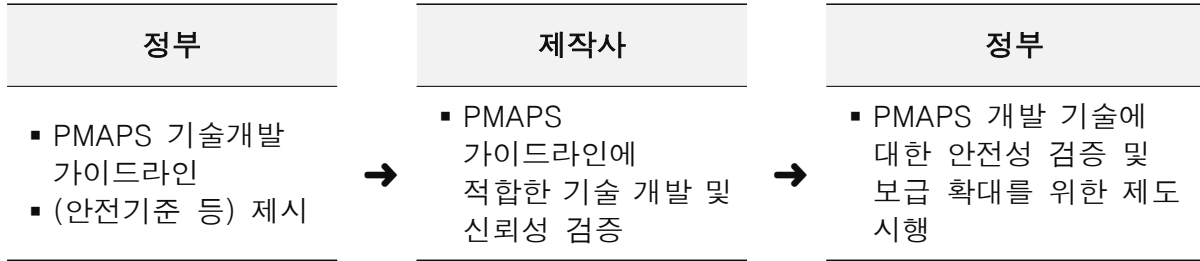 정부
▪ PMAPS 기술개발
가이드라인
▪ (안전기준 등) 제시
➜
제작사
▪ PMAPS
가이드라인에
적합한 기술 개발 및
신뢰성 검증
➜
정부
▪ PMAPS 개발 기술에
대한 안전성 검증 및
보급 확대를 위한 제도
시행